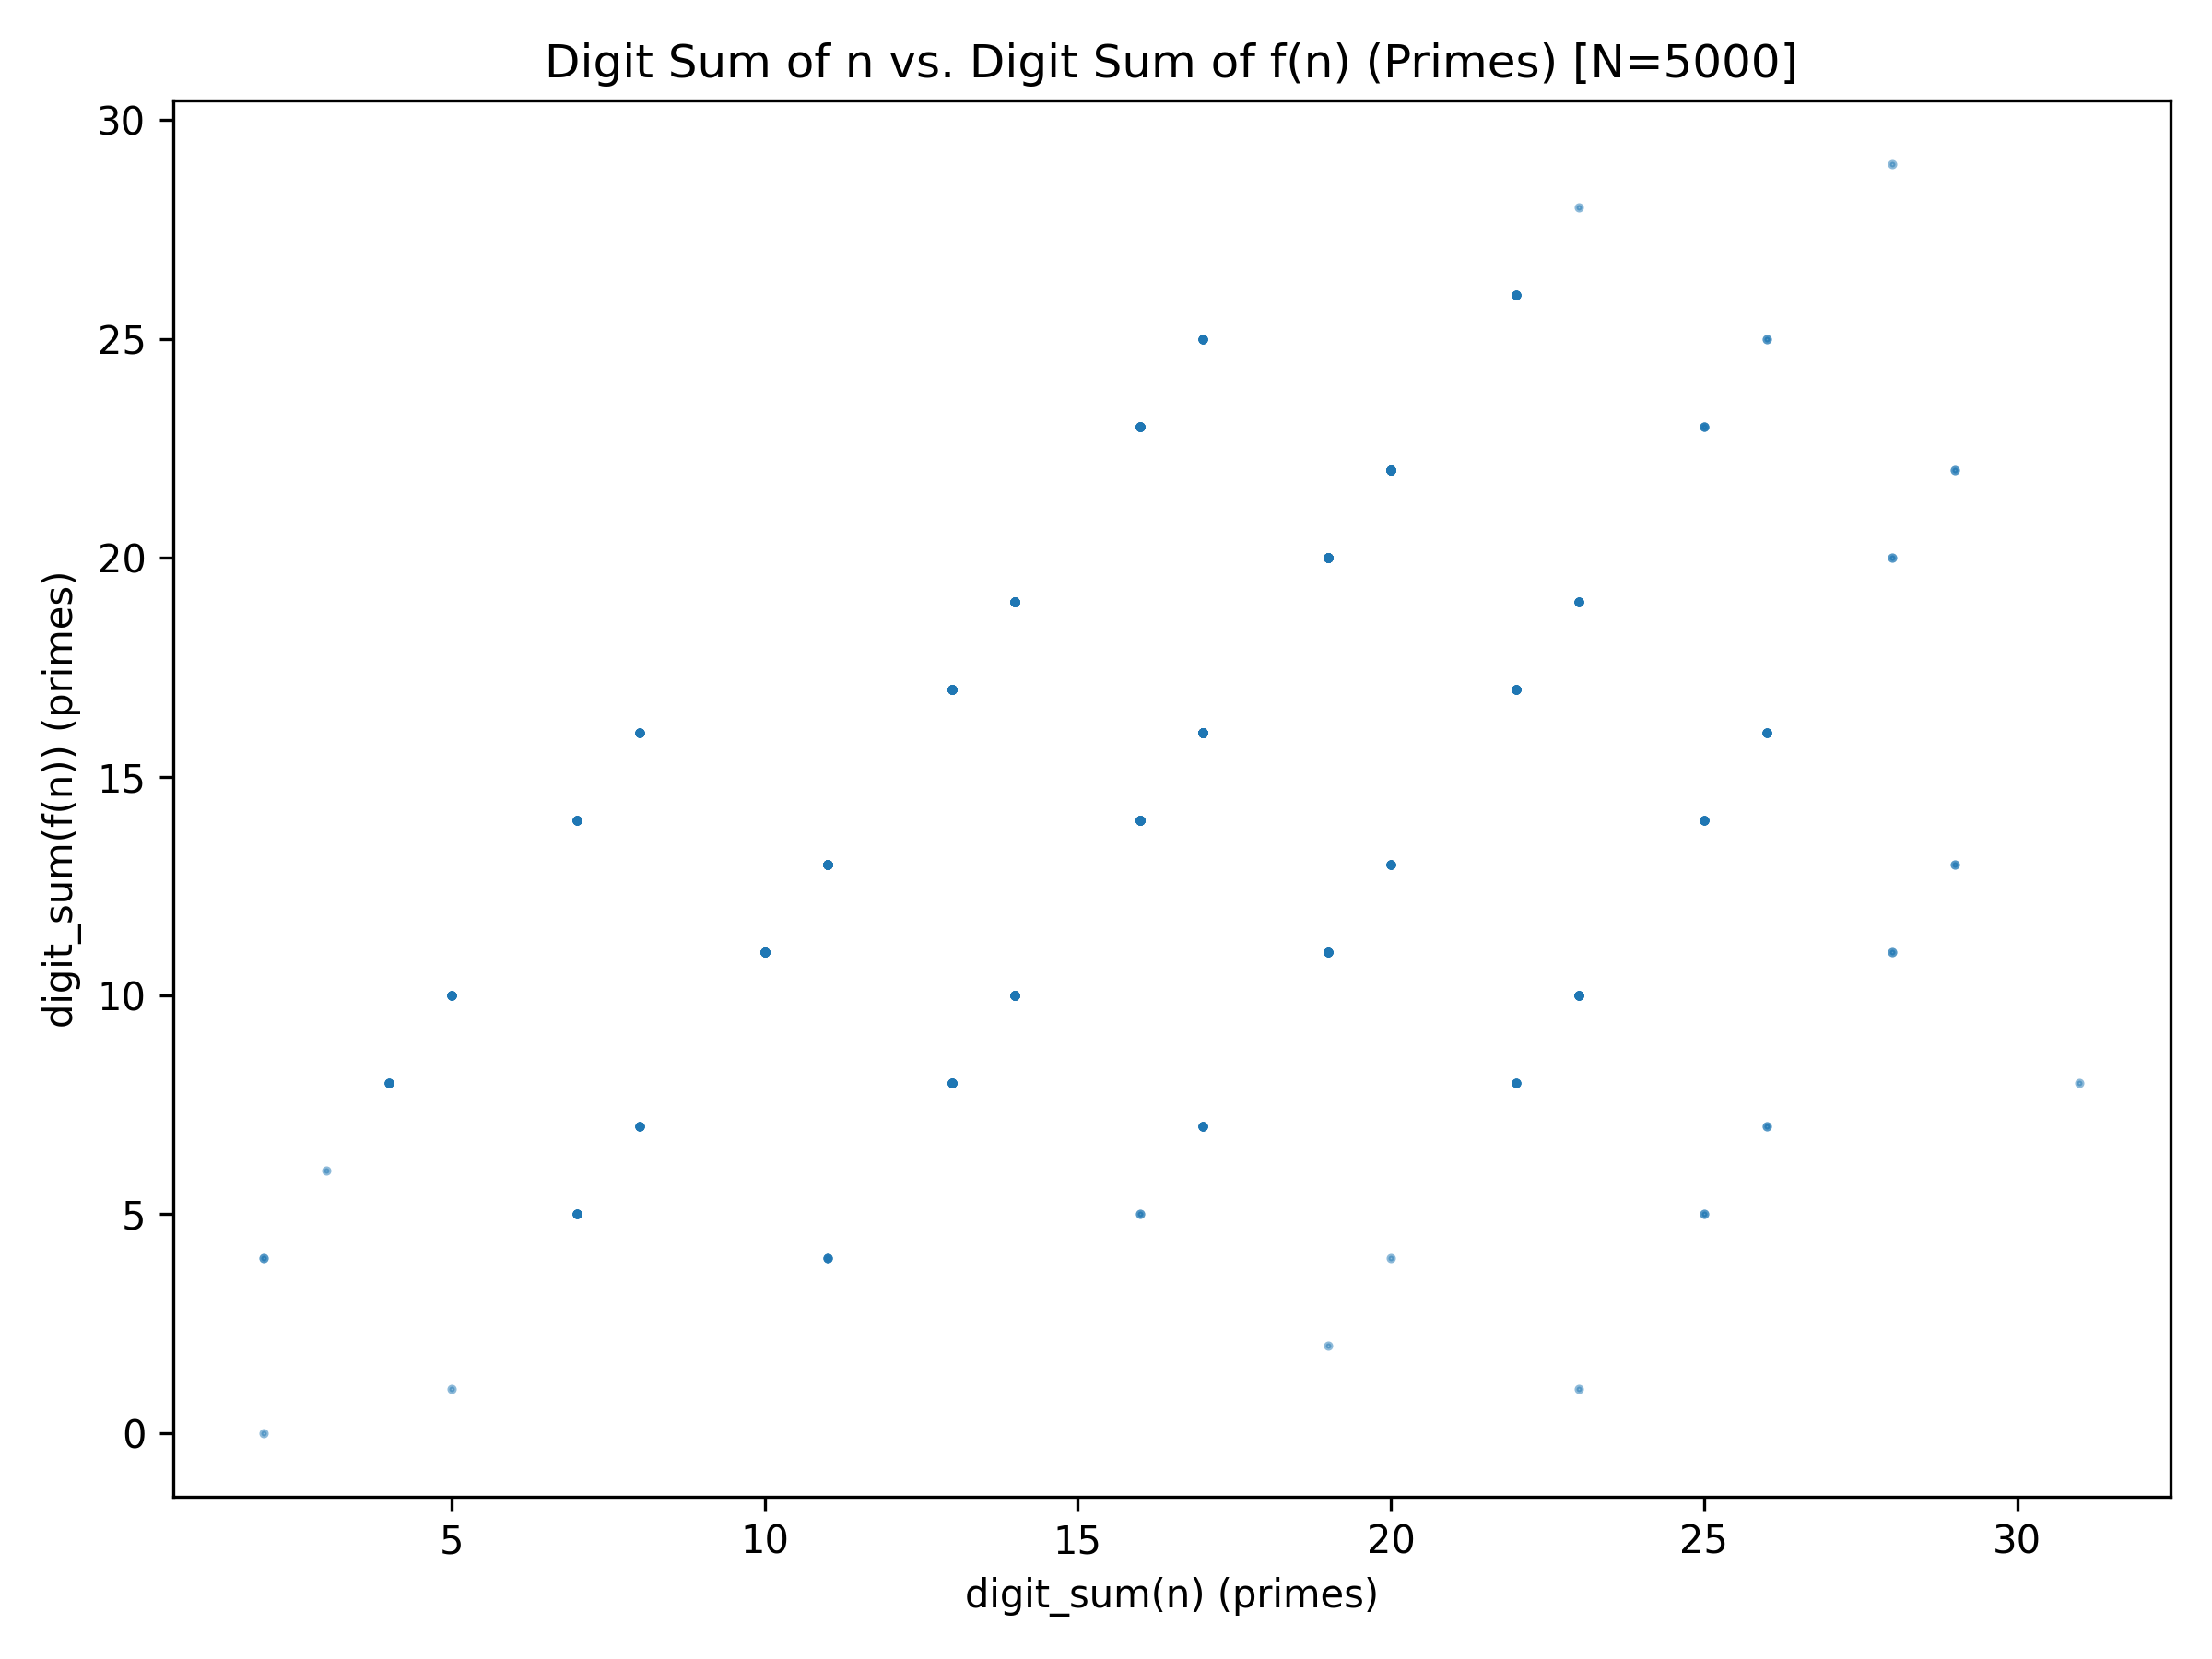 Digit Sum of n vs. Digit Sum of f(n) (Primes) [N=5000]
digit_sum(f(n)) (primes)
30
25
20
15
10
5
0
5 10 15 20 25 30
digit_sum(n) (primes)